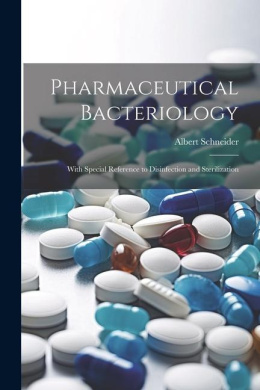 PHARMACEUTICAL
BACTERIOLOGY
Albert Schneider
With Special Reference to Disinfection and Sterilization